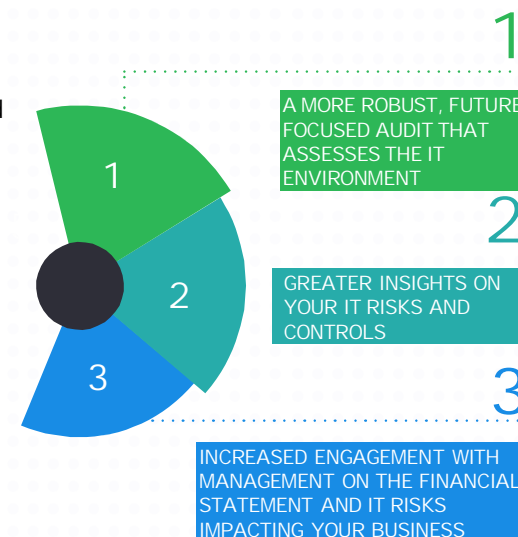 1
A MORE ROBUST, FUTURE
FOCUSED AUDIT THAT
ASSESSES THE IT
ENVIRONMENT
1
2
GREATER INSIGHTS ON
YOUR IT RISKS AND
CONTROLS
2
3
3
INCREASED ENGAGEMENT WITH
MANAGEMENT ON THE FINANCIAL
STATEMENT AND IT RISKS
IMPACTING YOUR BUSINESS